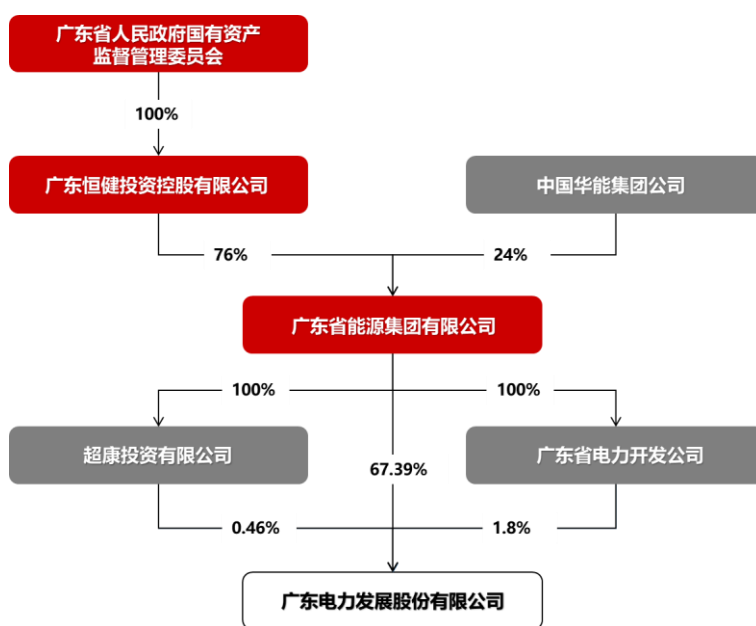 广东省人民政府国有资产
监督管理委员会
100%
广东恒健投资控股有限公司
中国华能集团公司
76%
24%
广东省能源集团有限公司
100%
100%
超康投资有限公司
67.39%
广东省电力开发公司
0.46%
1.8%
广东电力发展股份有限公司